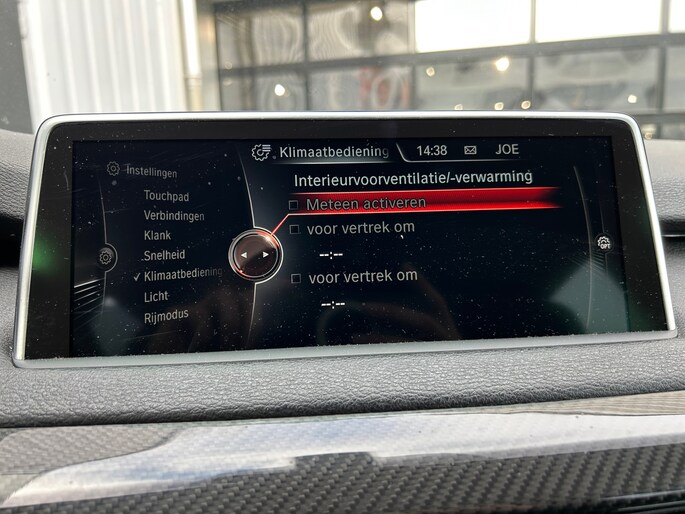 Klimaatbediening 14:38 JOE
Instellingen
Touchpad
Verbindingen
Klank
Snelheid
✓ Klimaatbediening
Licht
Rijmodus
Interieurvoorventilatie/-verwarming
Meteen activeren
voor vertrek om
--:--
voor vertrek om
--:--
OPT